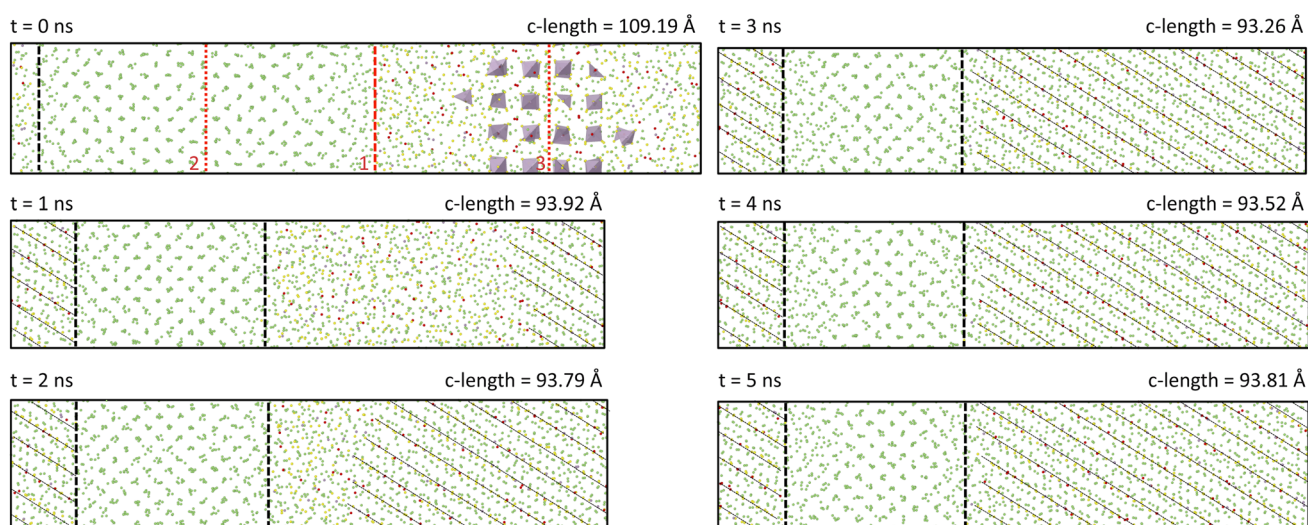 t = 0 ns c-length = 109.19 Å
2 1 3
t = 1 ns c-length = 93.92 Å
t = 2 ns c-length = 93.79 Å
t = 3 ns c-length = 93.26 Å
t = 4 ns c-length = 93.52 Å
t = 5 ns c-length = 93.81 Å